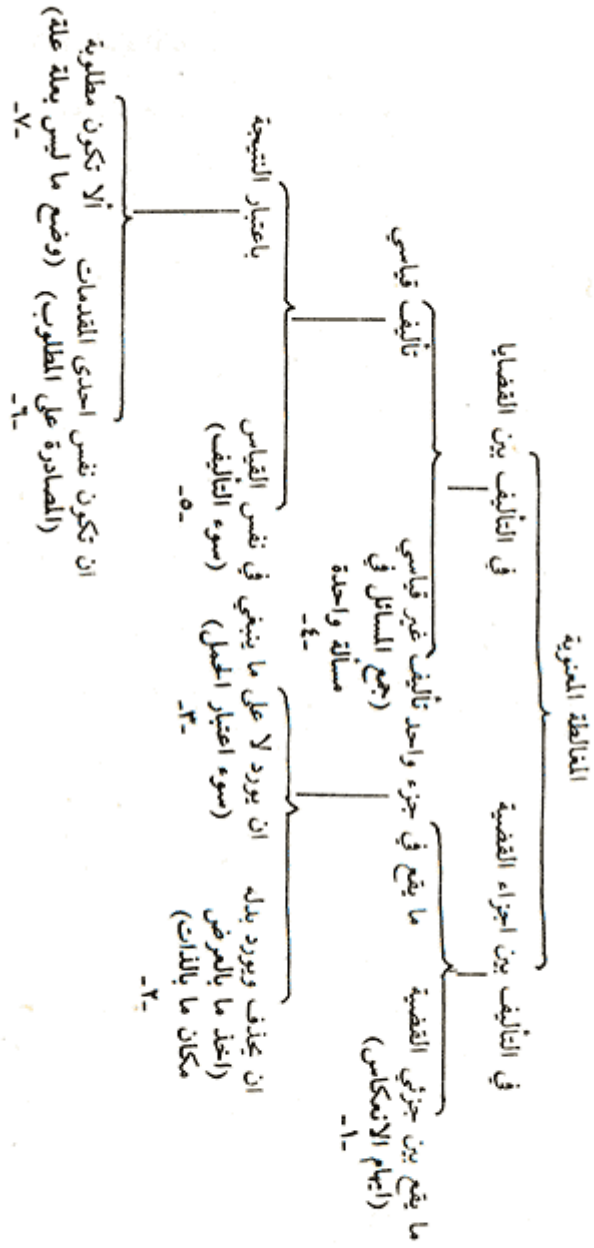 المغالطة المعنوية
في التأليف بين اجزاء القضية
في التأليف بين القضايا
ما يقع بين جزئي القضية
(ايهام الانعكاس)
-١-
ما يقع في جزء واحد
تأليف غير قياسي
(جمع المسائل في
مسألة واحدة
-٤-
تأليف قياسي
ان يحذف ويورد بدله
(اخذ ما بالعرض
مكان ما بالذات)
-٢-
ان يورد لا على ما ينبغي
(سوء اعتبار الحمل)
-٣-
في نفس القياس
(سوء التأليف)
-٥-
باعتبار النتيجة
ان تكون نفس احدى المقدمات
(المصادرة على المطلوب)
-٦-
ألا تكون مطلوبة
(وضع ما ليس بعلة علة)
-٧-